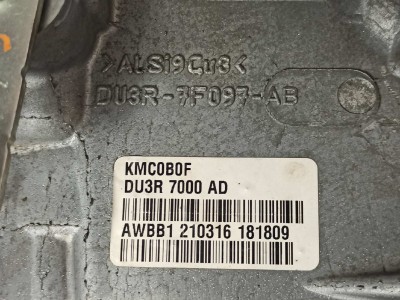 >ALSi9Cu3<
DU3R-7F097-AB
KMC0B0F
DU3R 7000 AD
AWBB1 210316 181809